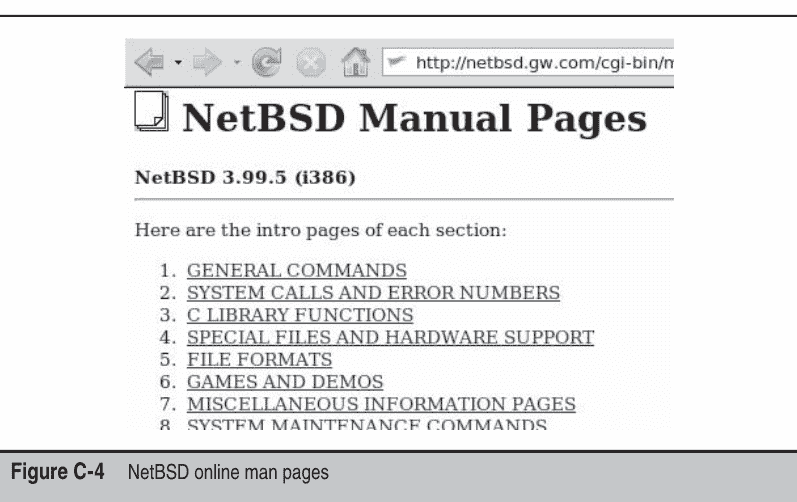 http://netbsd.gw.com/cgi-bin/m
NetBSD Manual Pages
NetBSD 3.99.5 (i386)
Here are the intro pages of each section:
1. GENERAL COMMANDS
2. SYSTEM CALLS AND ERROR NUMBERS
3. C LIBRARY FUNCTIONS
4. SPECIAL FILES AND HARDWARE SUPPORT
5. FILE FORMATS
6. GAMES AND DEMOS
7. MISCELLANEOUS INFORMATION PAGES
8. SYSTEM MAINTENANCE COMMANDS
Figure C-4 NetBSD online man pages